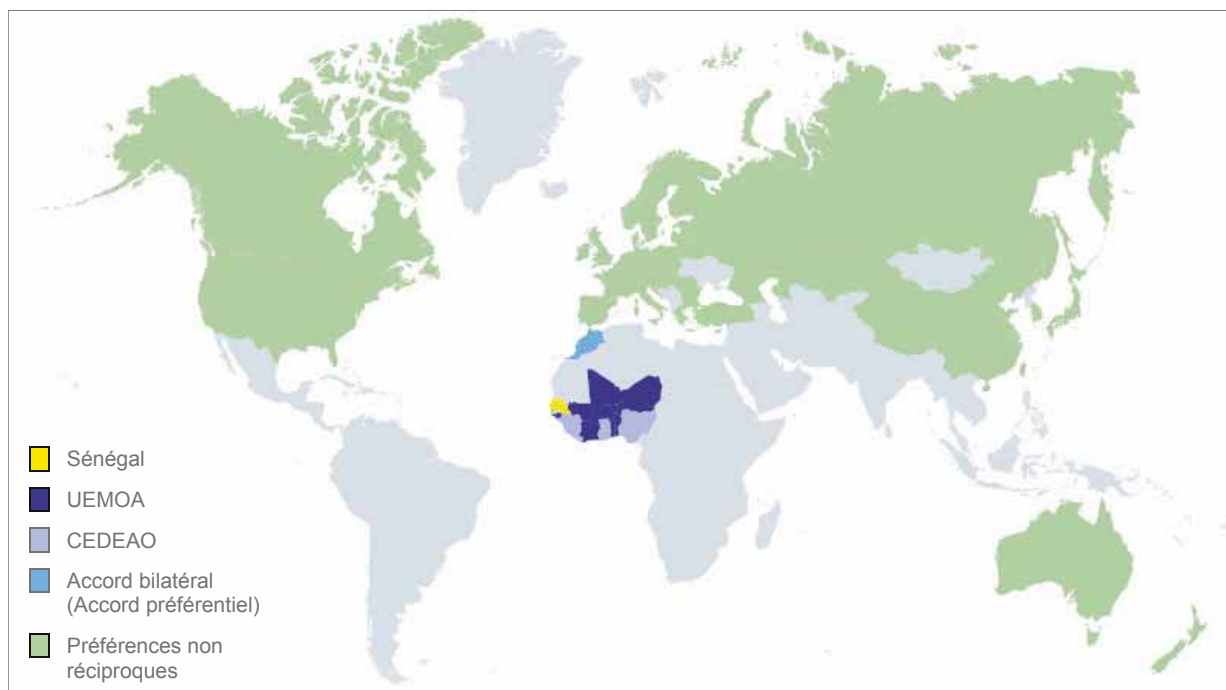 Sénégal
UEMOA
CEDEAO
Accord bilatéral
(Accord préférentiel)
Préférences non
réciproques